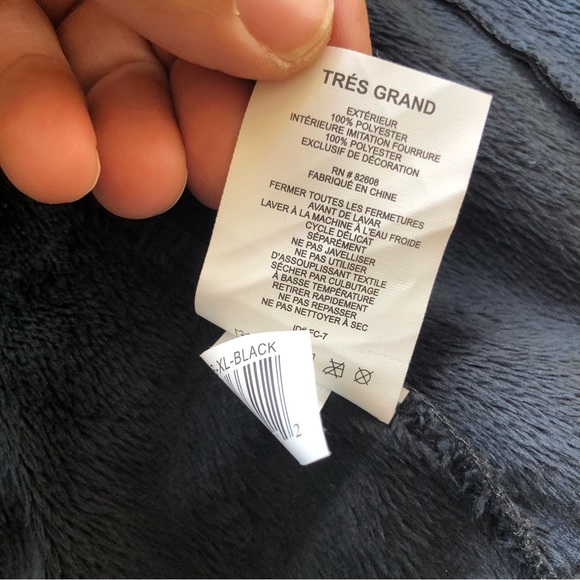 TRÉS GRAND
EXTÉRIEUR
100% POLYESTER
INTÉRIEURE IMITATION FOURRURE
100% POLYESTER
EXCLUSIF DE DÉCORATION
RN # 82608
FABRIQUÉ EN CHINE
FERMER TOUTES LES FERMETURES
AVANT DE LAVAR
LAVER À LA MACHINE À L'EAU FROIDE
CYCLE DÉLICAT
SÉPARÉMENT
NE PAS JAVELLISER
NE PAS UTILISER
D'ASSOUPLISSANT TEXTILE
SÉCHER PAR CULBUTAGE
À BASSE TEMPÉRATURE
RETIRER RAPIDEMENT
NE PAS REPASSER
NE PAS NETTOYER À SEC
-XL-BLACK
2